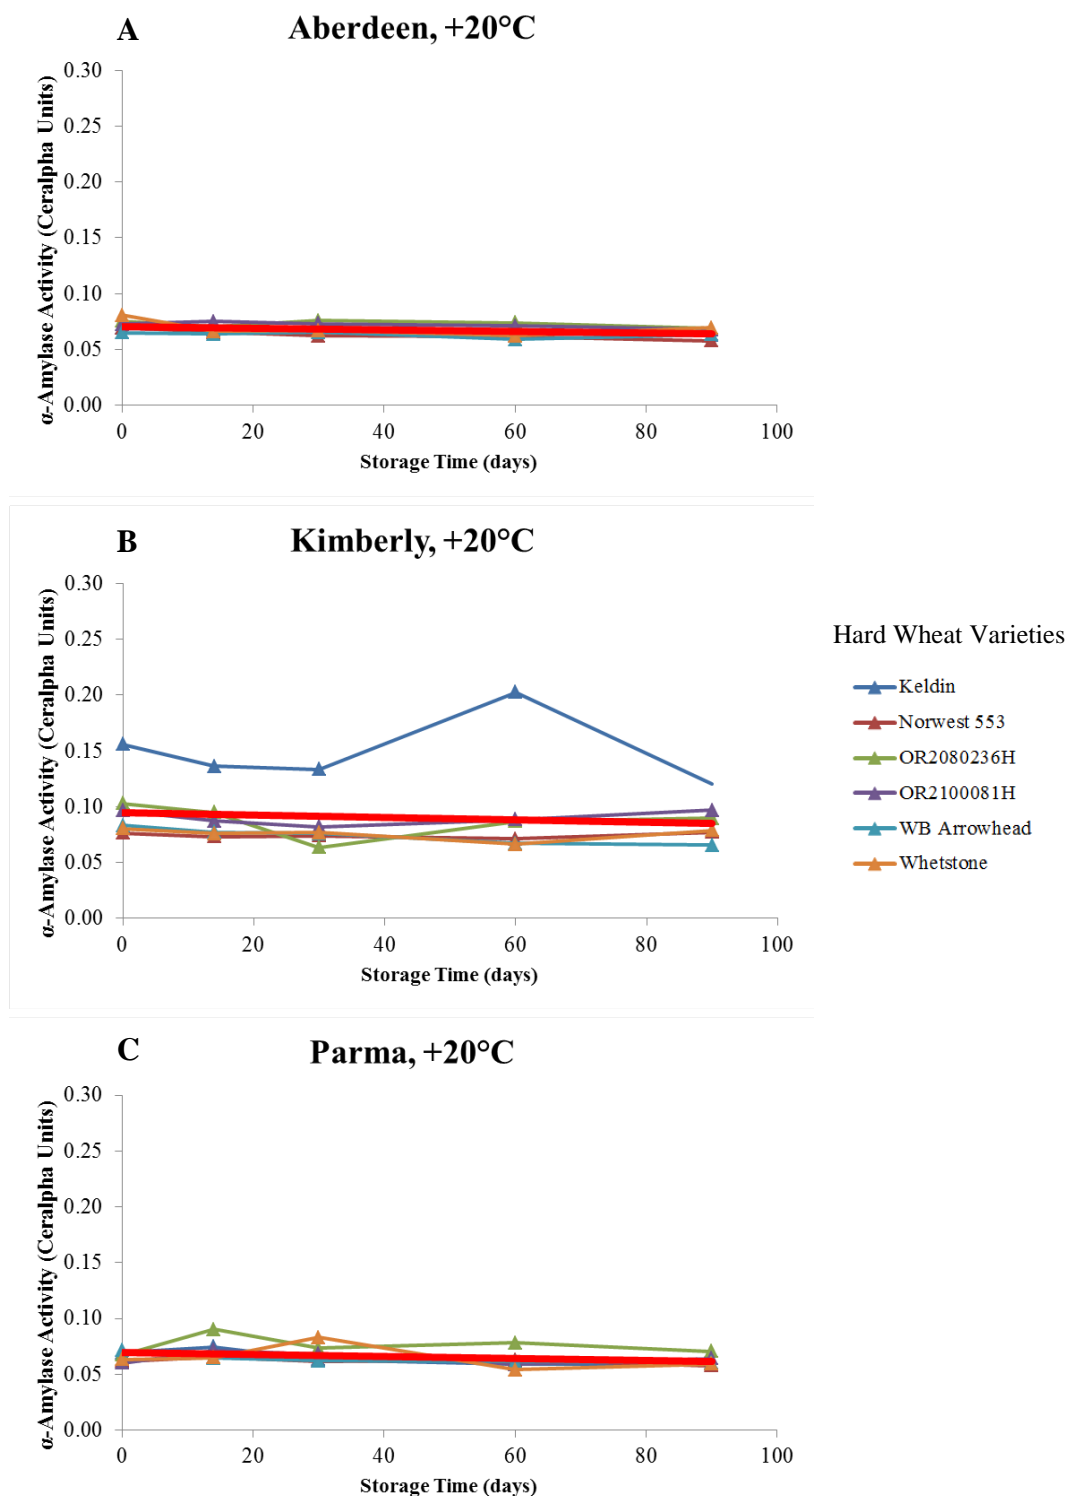 A
Aberdeen, +20°C
α-Amylase Activity (Ceralpha Units)
0.30
0.25
0.20
0.15
0.10
0.05
0.00
0 20 40 60 80 100
Storage Time (days)
B
Kimberly, +20°C
α-Amylase Activity (Ceralpha Units)
0.30
0.25
0.20
0.15
0.10
0.05
0.00
0 20 40 60 80 100
Storage Time (days)
Hard Wheat Varieties
Keldin
Norwest 553
OR2080236H
OR2100081H
WB Arrowhead
Whetstone
C
Parma, +20°C
α-Amylase Activity (Ceralpha Units)
0.30
0.25
0.20
0.15
0.10
0.05
0.00
0 20 40 60 80 100
Storage Time (days)